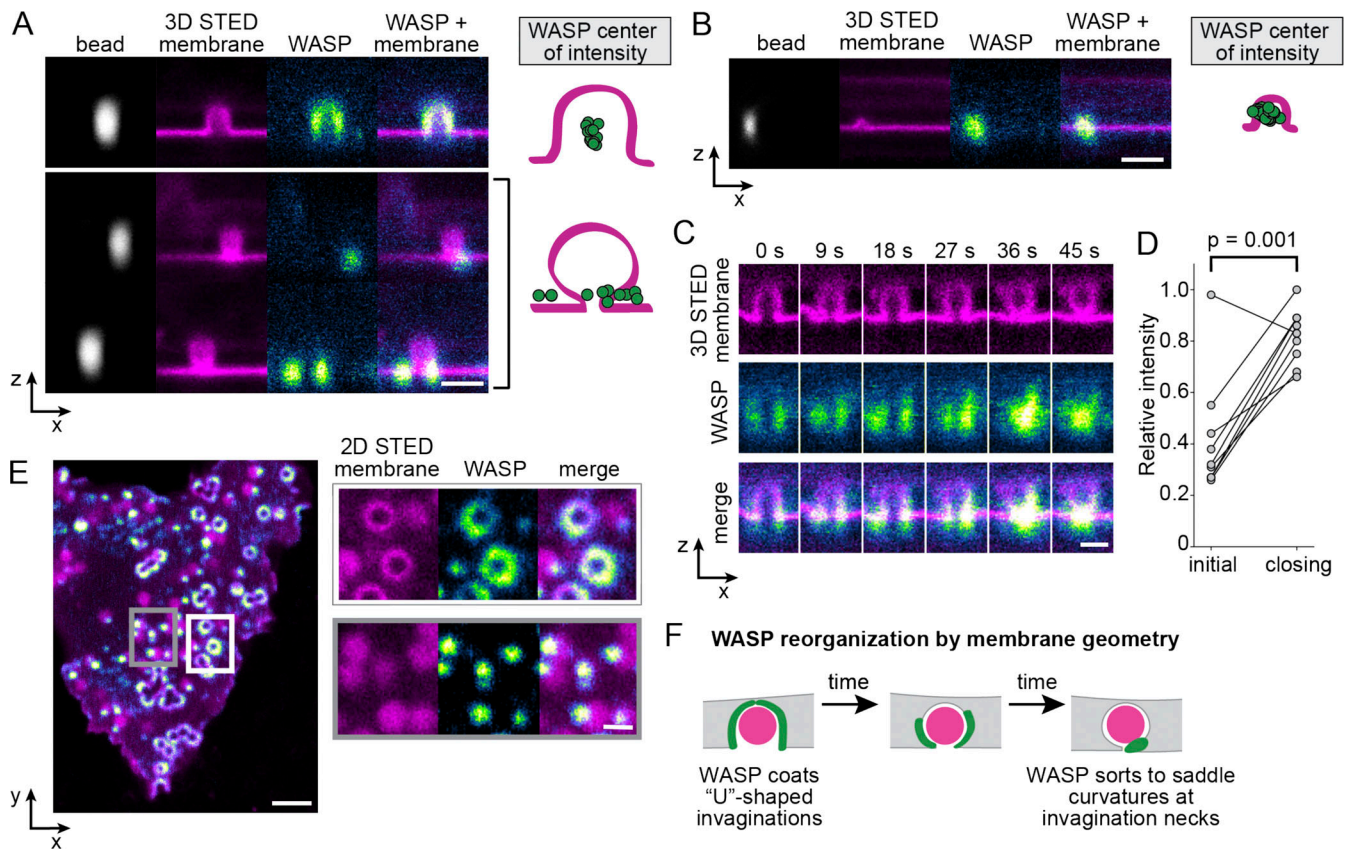 A
bead
3D STED
membrane
WASP
WASP +
membrane
WASP center
of intensity
z
x
B
bead
3D STED
membrane
WASP
WASP +
membrane
WASP center
of intensity
z
x
C
0 s
9 s
18 s
27 s
36 s
45 s
3D STED
membrane
WASP
merge
z
x
D
p = 0.001
Relative intensity
1.0
0.8
0.6
0.4
0.2
0
initial
closing
E
y
x
2D STED
membrane
WASP
merge
F
WASP reorganization by membrane geometry
time
time
WASP coats
"U"-shaped
invaginations
WASP sorts to saddle
curvatures at
invagination necks